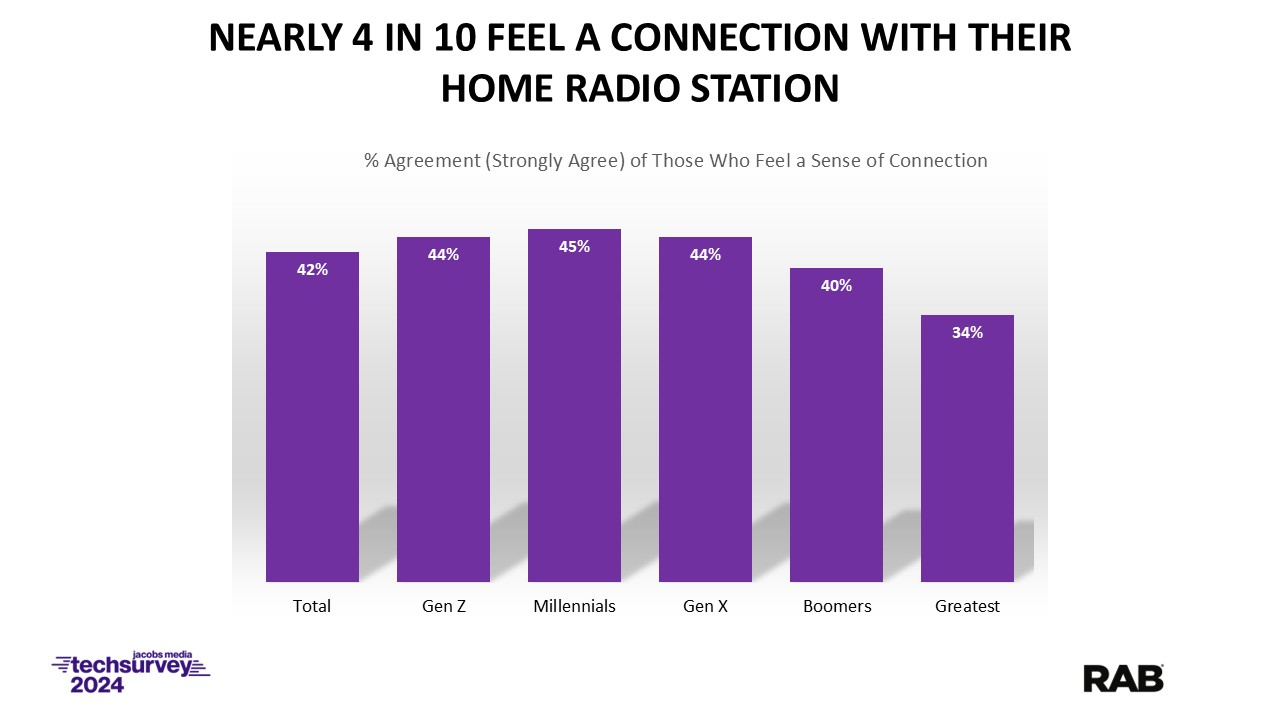 NEARLY 4 IN 10 FEEL A CONNECTION WITH THEIR
HOME RADIO STATION
% Agreement (Strongly Agree) of Those Who Feel a Sense of Connection
42%
44%
45%
44%
40%
34%
Total
Gen Z
Millennials
Gen X
Boomers
Greatest
jacobs media
techsurvey
2024
RAB